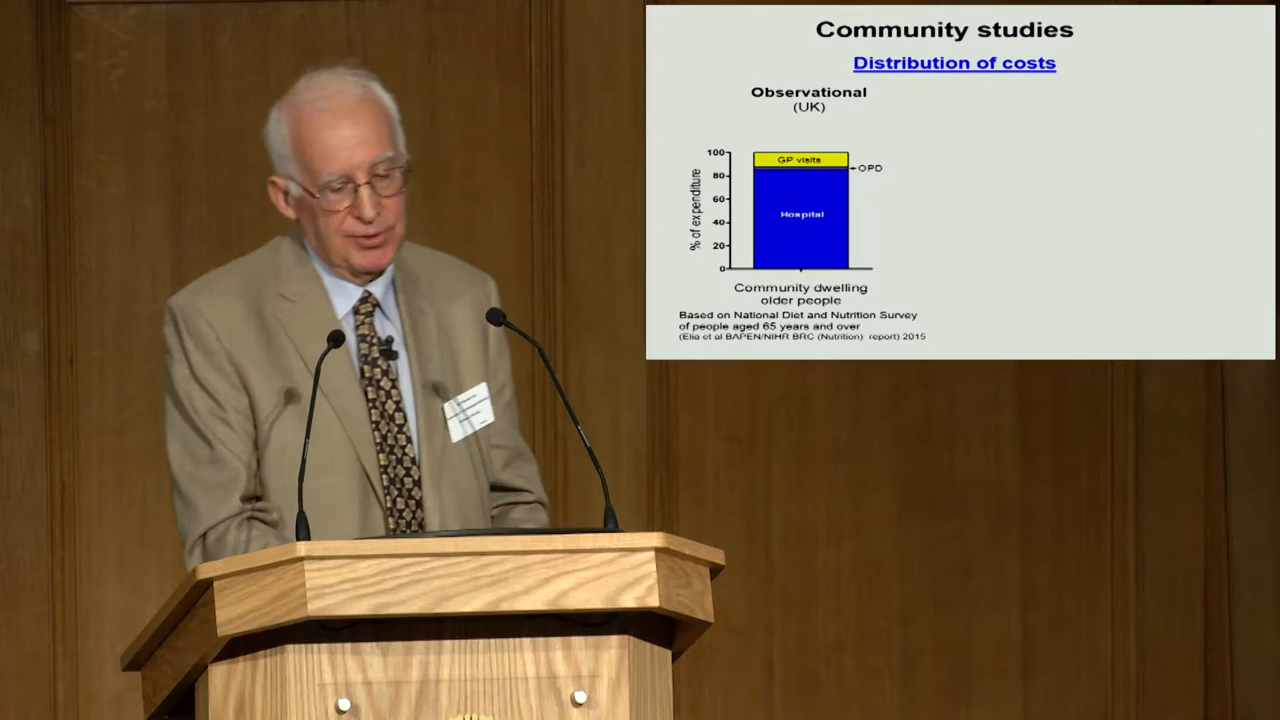 Community studies
Distribution of costs
Observational
(UK)
100
80
60
40
20
0
% of expenditure
GP visits
OPD
Hospital
Community dwelling
older people
Based on National Diet and Nutrition Survey
of people aged 65 years and over
(Elia et al BAPEN/NIHR BRC (Nutrition) report) 2015